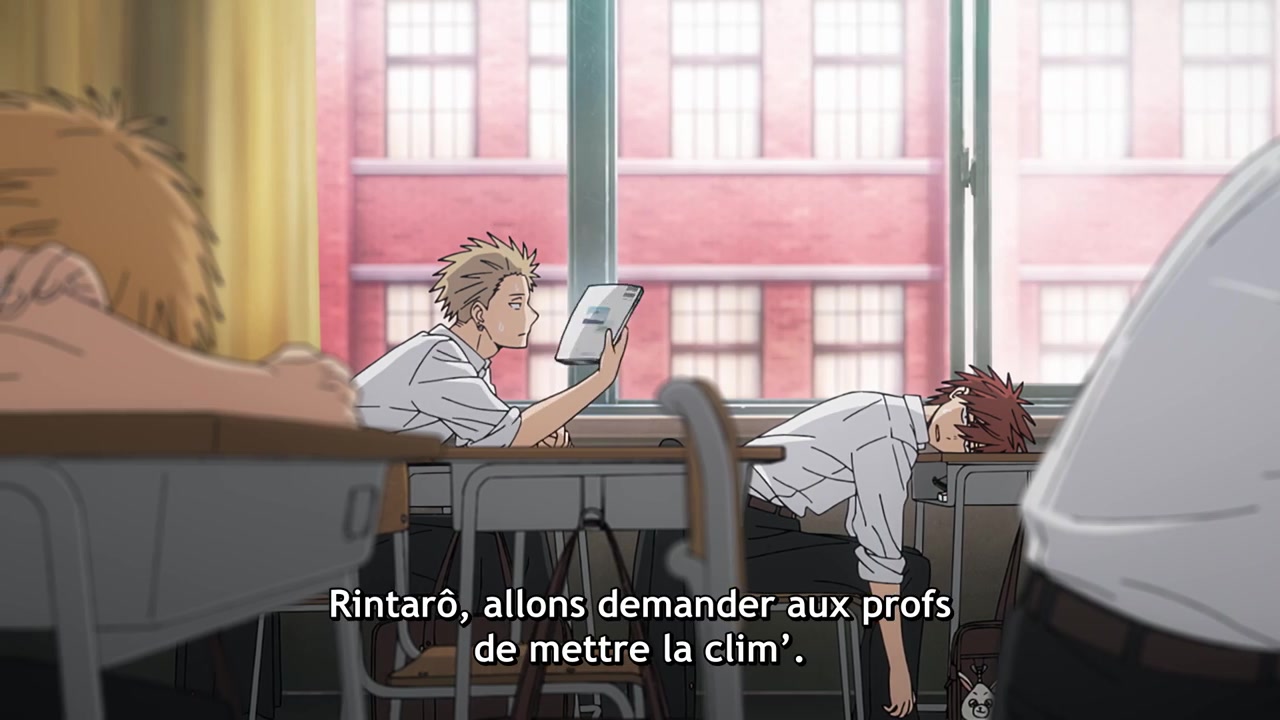 Rintarô, allons demander aux profs
de mettre la clim’.